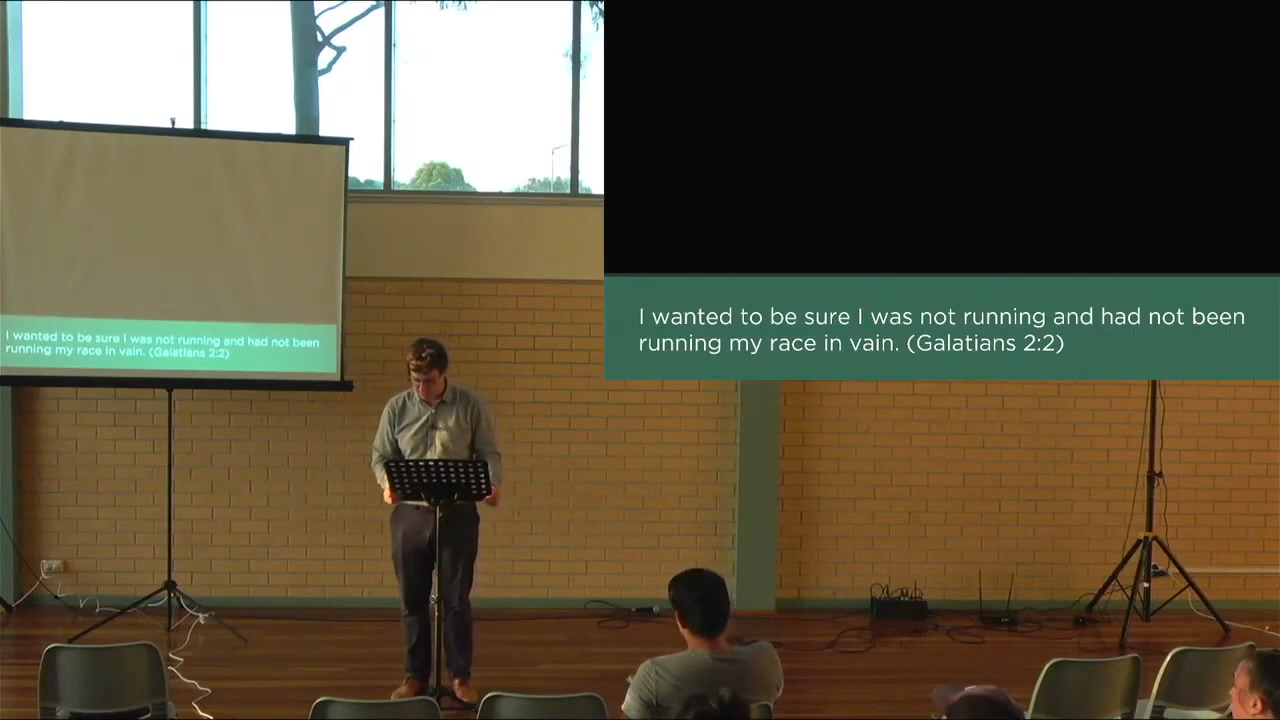 I wanted to be sure I was not running and had not been
running my race in vain. (Galatians 2:2)
I wanted to be sure I was not running and had not been
running my race in vain. (Galatians 2:2)